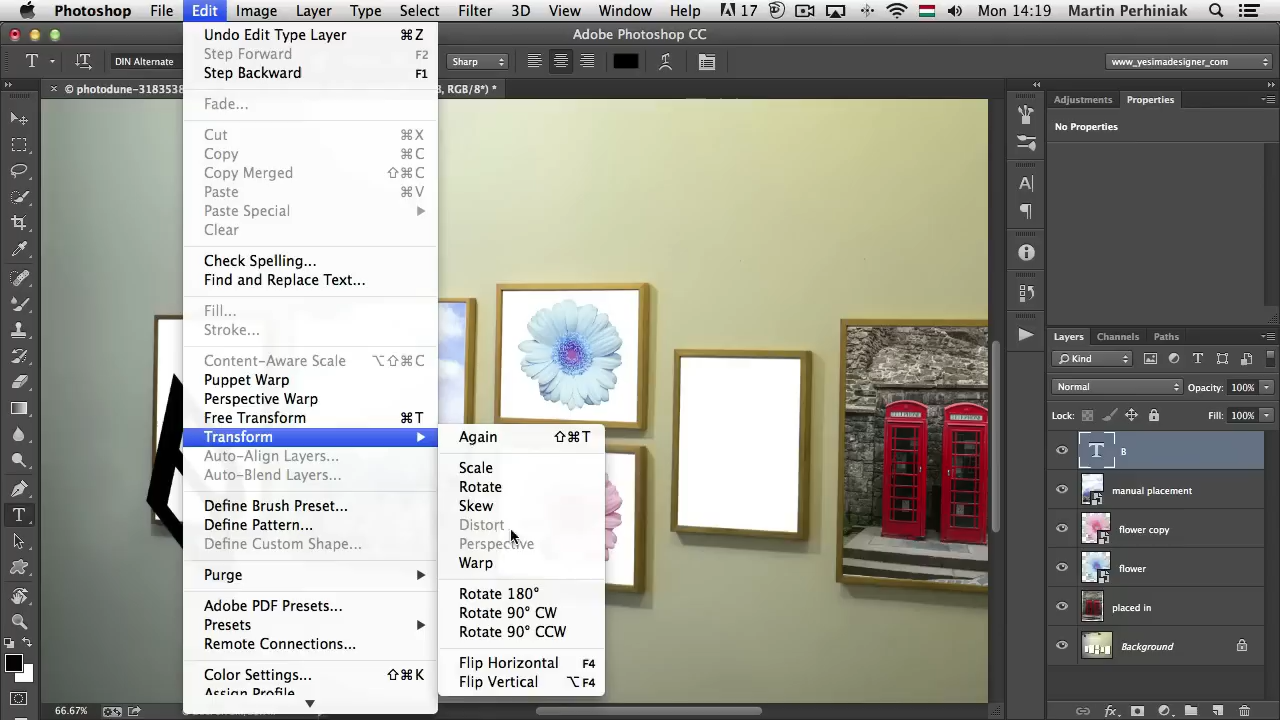 Photoshop File Edit Image Layer Type Select Filter 3D View Window Help 17 Mon 14:19 Martin Perhiniak
Adobe Photoshop CC
T DIN Alternate Sharp www_yesimadesigner_com
× © photodune-3183538 B, RGB/8*) *
Undo Edit Type Layer ⌘Z
Step Forward F2
Step Backward F1
Fade...
Cut ⌘X
Copy ⌘C
Copy Merged ⇧⌘C
Paste ⌘V
Paste Special
Clear
Check Spelling...
Find and Replace Text...
Fill...
Stroke...
Content-Aware Scale ⌥⇧⌘C
Puppet Warp
Perspective Warp
Free Transform ⌘T
Transform
Auto-Align Layers...
Auto-Blend Layers...
Define Brush Preset...
Define Pattern...
Define Custom Shape...
Purge
Adobe PDF Presets...
Presets
Remote Connections...
Color Settings... ⇧⌘K
Assign Profile...
Again ⇧⌘T
Scale
Rotate
Skew
Distort
Perspective
Warp
Rotate 180°
Rotate 90° CW
Rotate 90° CCW
Flip Horizontal F4
Flip Vertical ⌥F4
Adjustments Properties
No Properties
Layers Channels Paths
Kind
Normal Opacity: 100%
Lock: Fill: 100%
T B
manual placement
flower copy
flower
placed in
Background
66.67%